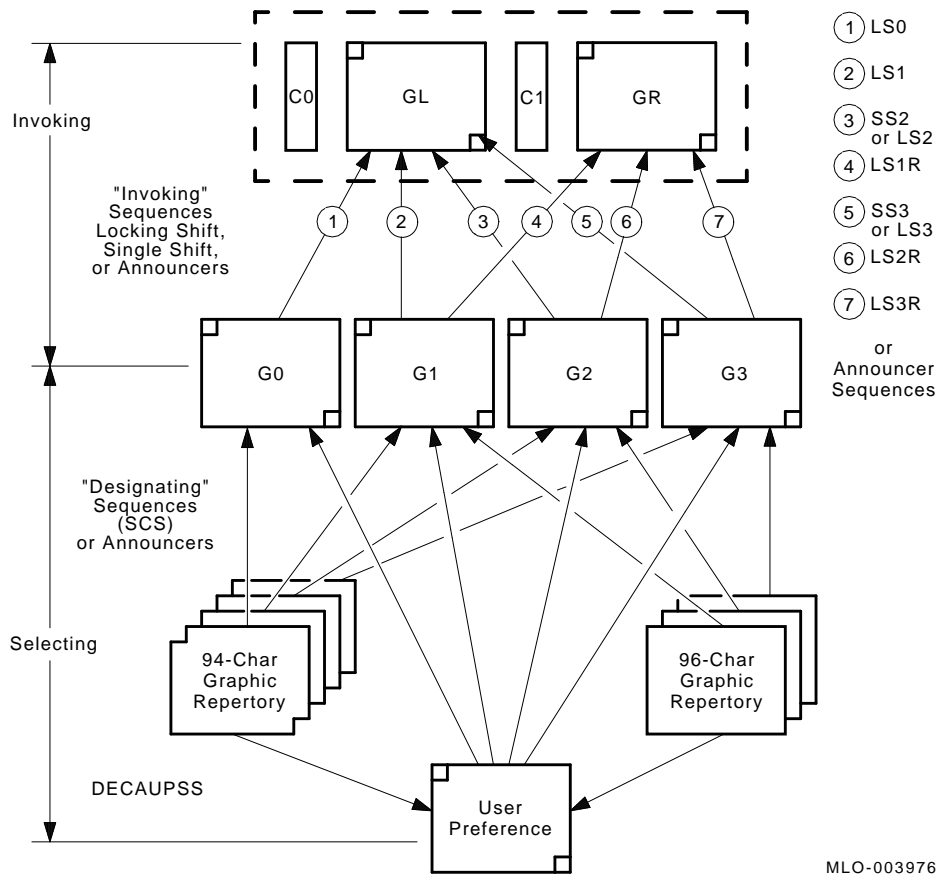 C0
GL
C1
GR
Invoking
"Invoking"
Sequences
Locking Shift,
Single Shift,
or Announcers
1
2
3
4
5
6
7
1 LS0
2 LS1
3 SS2
or LS2
4 LS1R
5 SS3
or LS3
6 LS2R
7 LS3R
or
Announcer
Sequences
G0
G1
G2
G3
"Designating"
Sequences
(SCS)
or Announcers
Selecting
94-Char
Graphic
Repertory
96-Char
Graphic
Repertory
DECAUPSS
User
Preference
MLO-003976